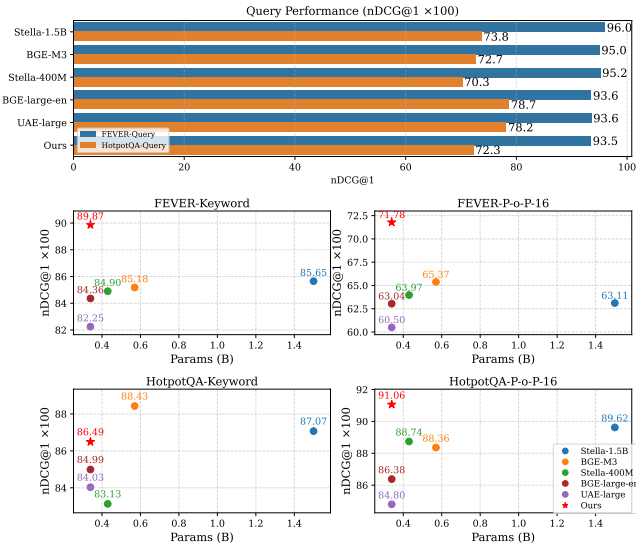 Query Performance (nDCG@1 ×100)
Stella-1.5B
96.0
73.8
BGE-M3
95.0
72.7
Stella-400M
95.2
70.3
BGE-large-en
93.6
78.7
UAE-large
93.6
78.2
Ours
93.5
72.3
FEVER-Query
HotpotQA-Query
0 20 40 60 80 100
nDCG@1
FEVER-Keyword
nDCG@1 ×100
90
88
86
84
82
89.87
85.65
85.18
84.90
84.36
82.25
0.4 0.6 0.8 1.0 1.2 1.4
Params (B)
FEVER-P-o-P-16
nDCG@1 ×100
72.5
70.0
67.5
65.0
62.5
60.0
71.78
65.37
63.97
63.04
63.11
60.50
0.4 0.6 0.8 1.0 1.2 1.4
Params (B)
HotpotQA-Keyword
nDCG@1 ×100
88
86
84
88.43
87.07
86.49
84.99
84.03
83.13
0.4 0.6 0.8 1.0 1.2 1.4
Params (B)
HotpotQA-P-o-P-16
nDCG@1 ×100
92
90
88
86
91.06
89.62
88.74
88.36
86.38
84.80
Stella-1.5B
BGE-M3
Stella-400M
BGE-large-en
UAE-large
Ours
0.4 0.6 0.8 1.0 1.2 1.4
Params (B)